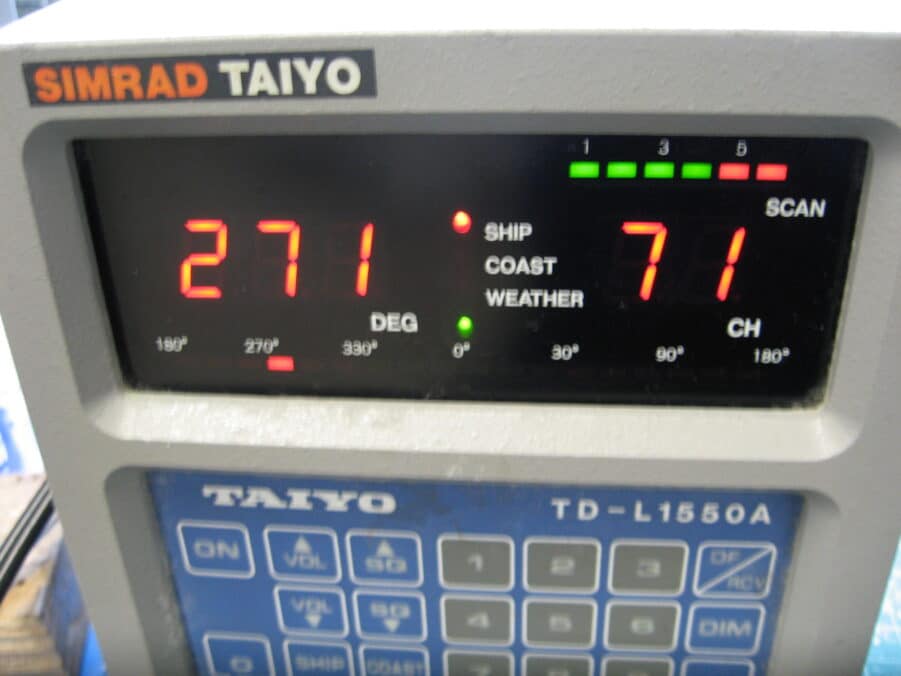 SIMRAD TAIYO
1 3 5
SCAN
271 SHIP 71
COAST
WEATHER
DEG CH
180° 270° 330° 0° 30° 90° 180°
TAIYO TD-L1550A
ON VOL SQ 1 2 3 DF/RCV
VOL SQ 4 5 6 DIM
SHIP COAST